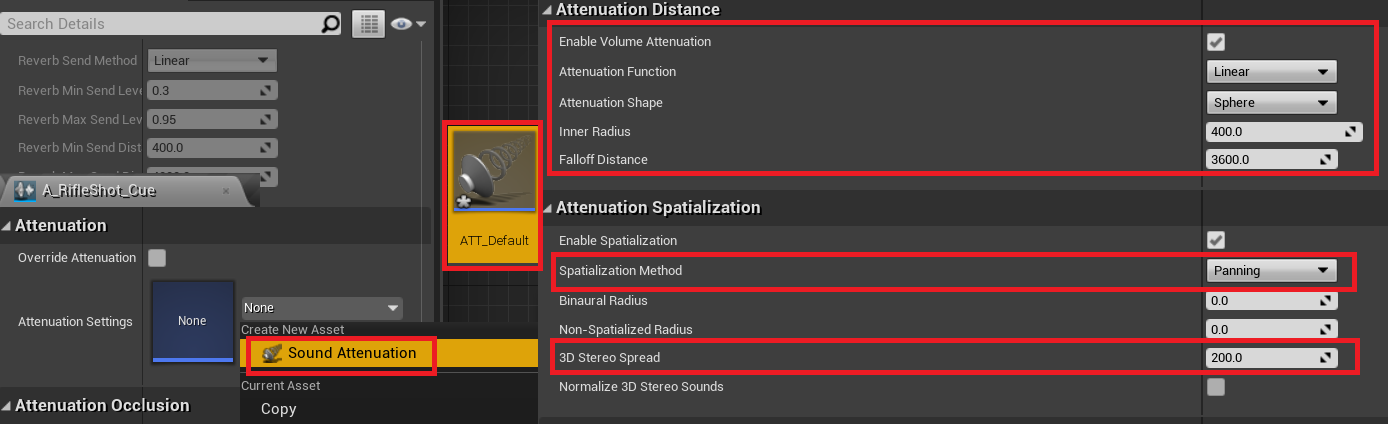 Search Details
Reverb Send Method Linear
Reverb Min Send Leve 0.3
Reverb Max Send Lev 0.95
Reverb Min Send Dist 400.0
A_RifleShot_Cue
Attenuation
Override Attenuation
Attenuation Settings None None
Create New Asset
Sound Attenuation
Current Asset
Copy
Attenuation Occlusion
ATT_Default
Attenuation Distance
Enable Volume Attenuation
Attenuation Function Linear
Attenuation Shape Sphere
Inner Radius 400.0
Falloff Distance 3600.0
Attenuation Spatialization
Enable Spatialization
Spatialization Method Panning
Binaural Radius 0.0
Non-Spatialized Radius 0.0
3D Stereo Spread 200.0
Normalize 3D Stereo Sounds